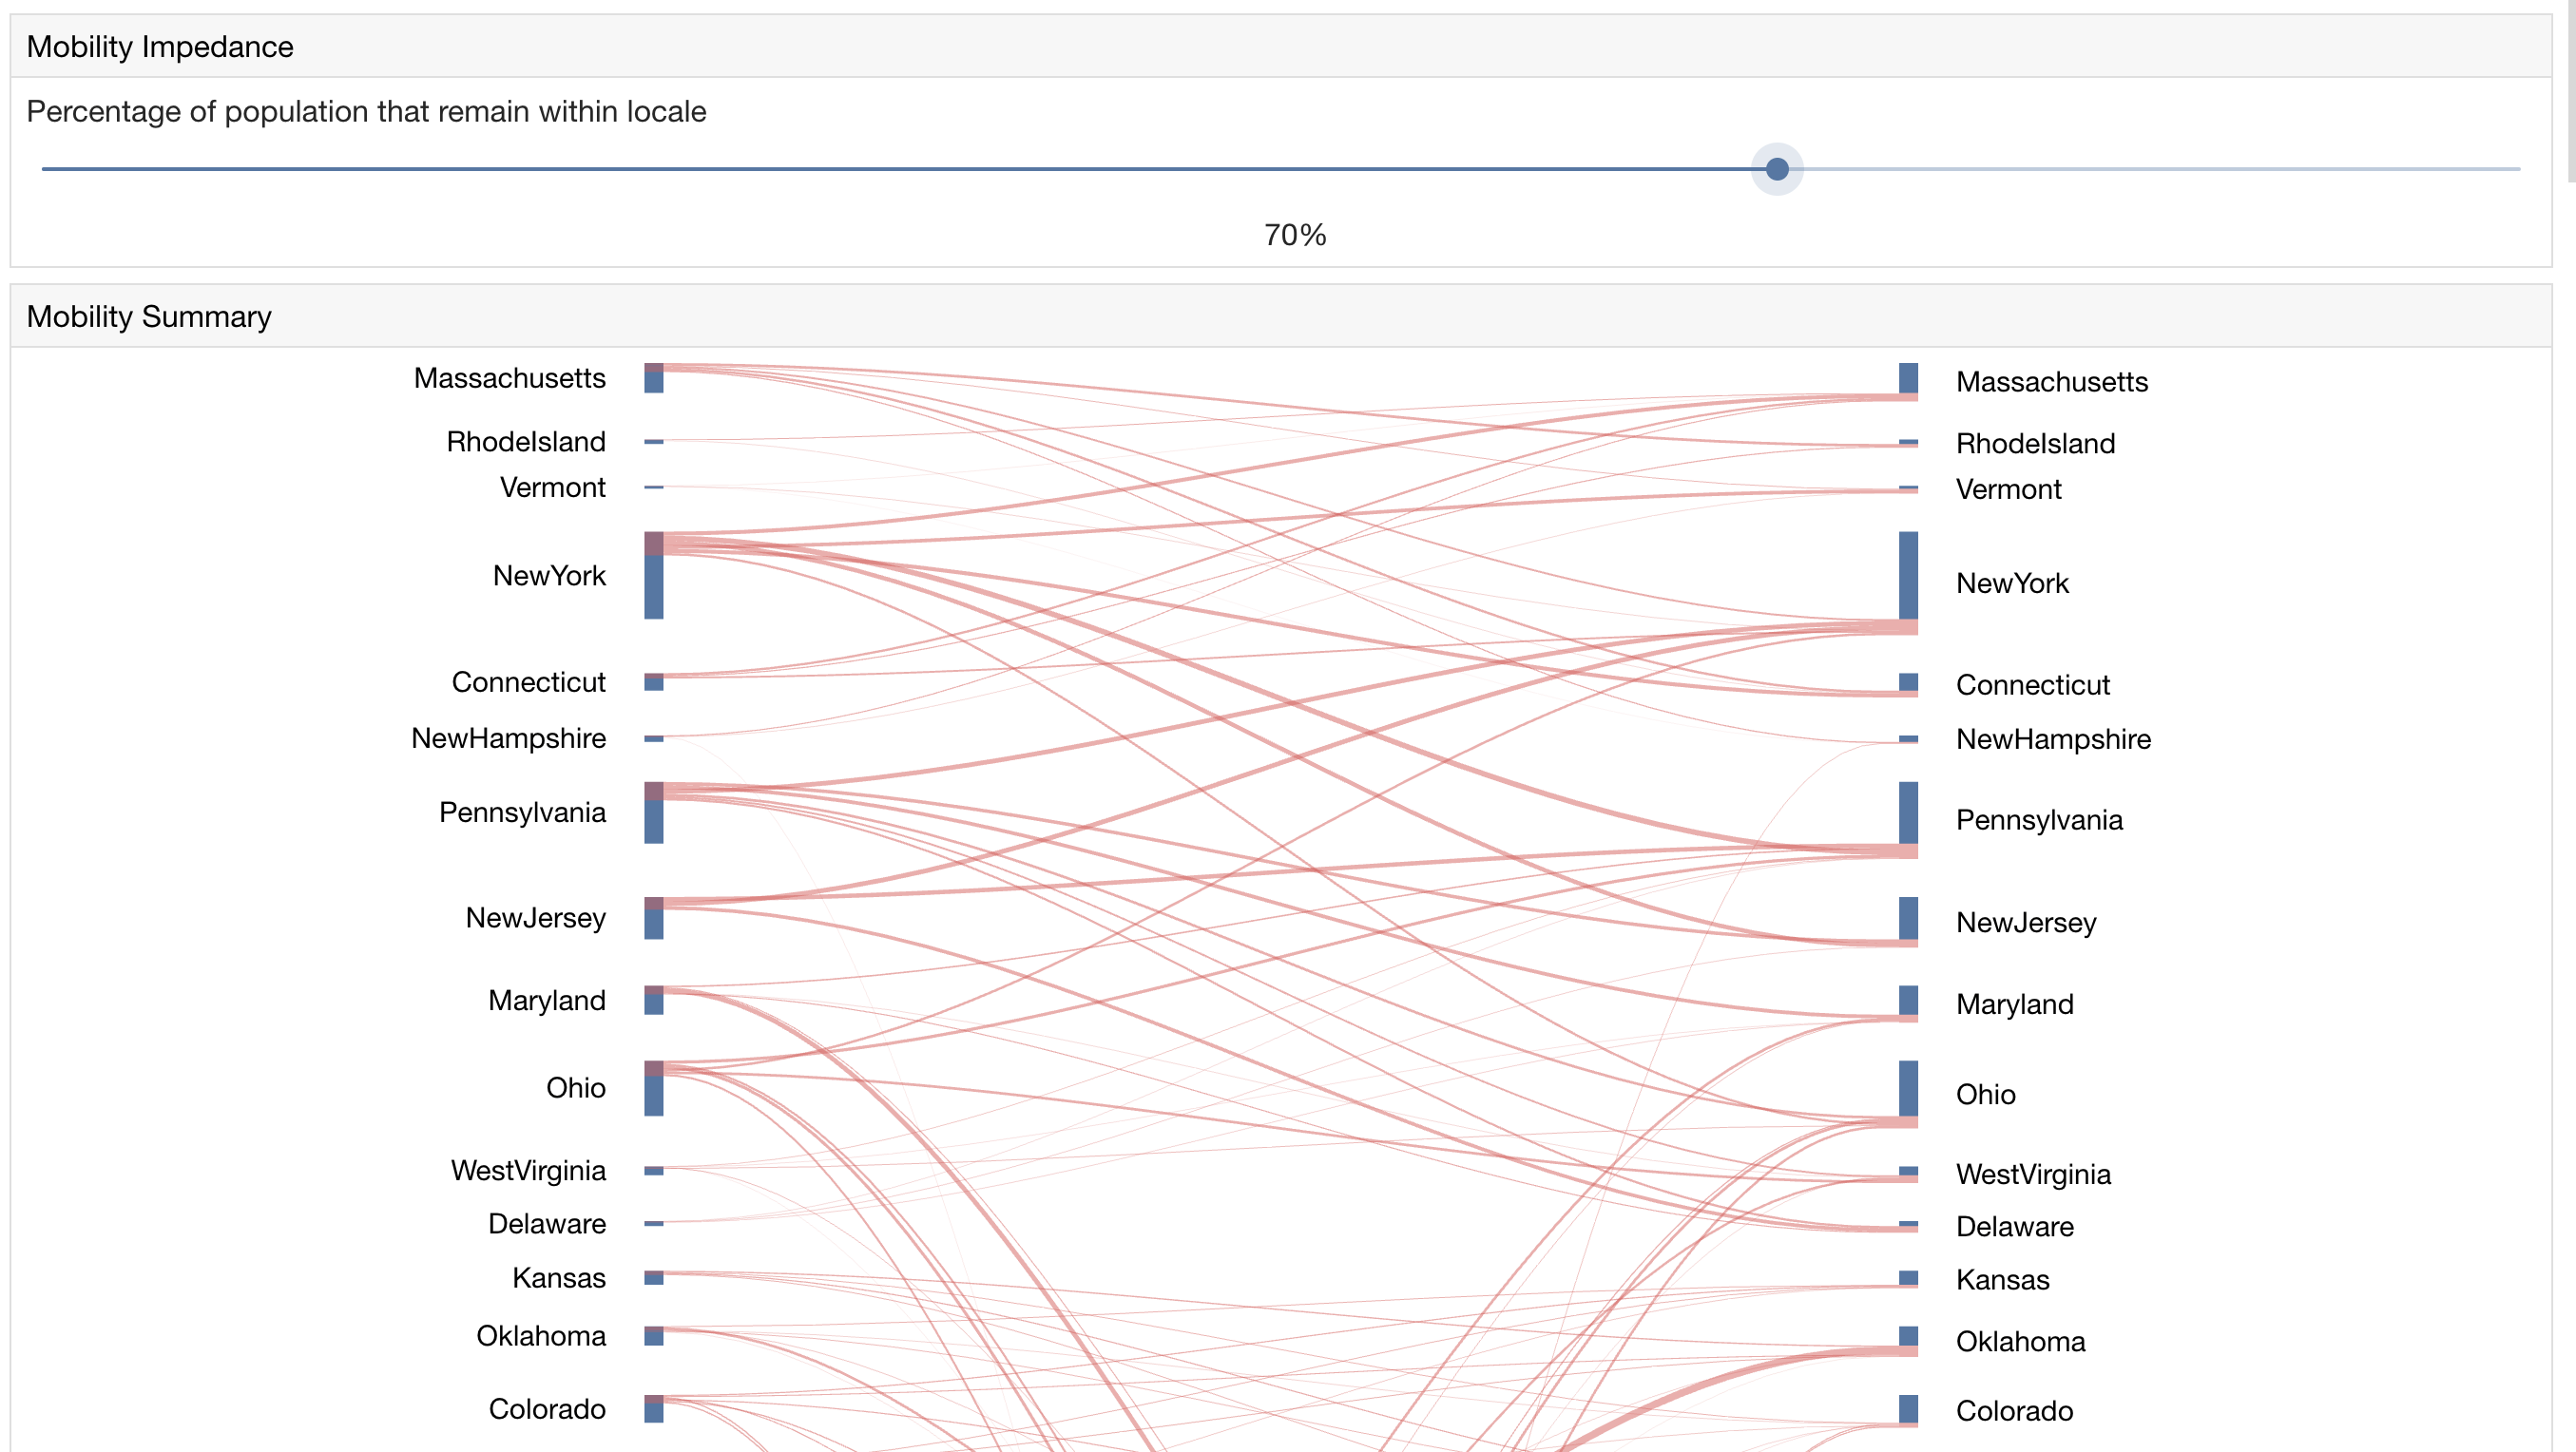 Mobility Impedance
Percentage of population that remain within locale
70%
Mobility Summary
Massachusetts
Massachusetts
RhodeIsland
RhodeIsland
Vermont
Vermont
NewYork
NewYork
Connecticut
Connecticut
NewHampshire
NewHampshire
Pennsylvania
Pennsylvania
NewJersey
NewJersey
Maryland
Maryland
Ohio
Ohio
WestVirginia
WestVirginia
Delaware
Delaware
Kansas
Kansas
Oklahoma
Oklahoma
Colorado
Colorado